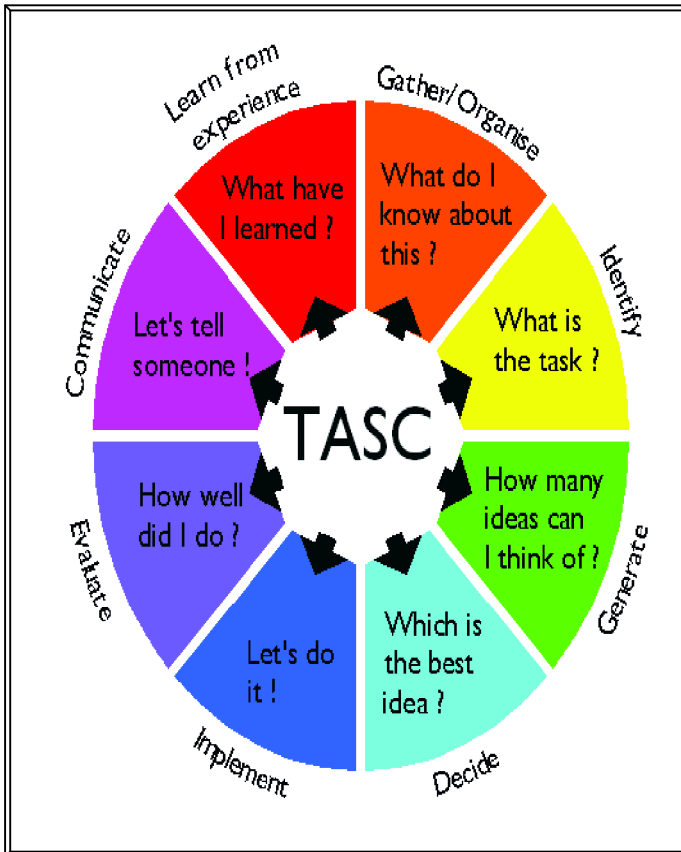 Gather/Organise
What do I
know about
this ?
Identify
What is
the task ?
Generate
How many
ideas can
I think of ?
Decide
Which is
the best
idea ?
Implement
Let's do
it !
Evaluate
How well
did I do ?
Communicate
Let's tell
someone !
Learn from
experience
What have
I learned ?
TASC